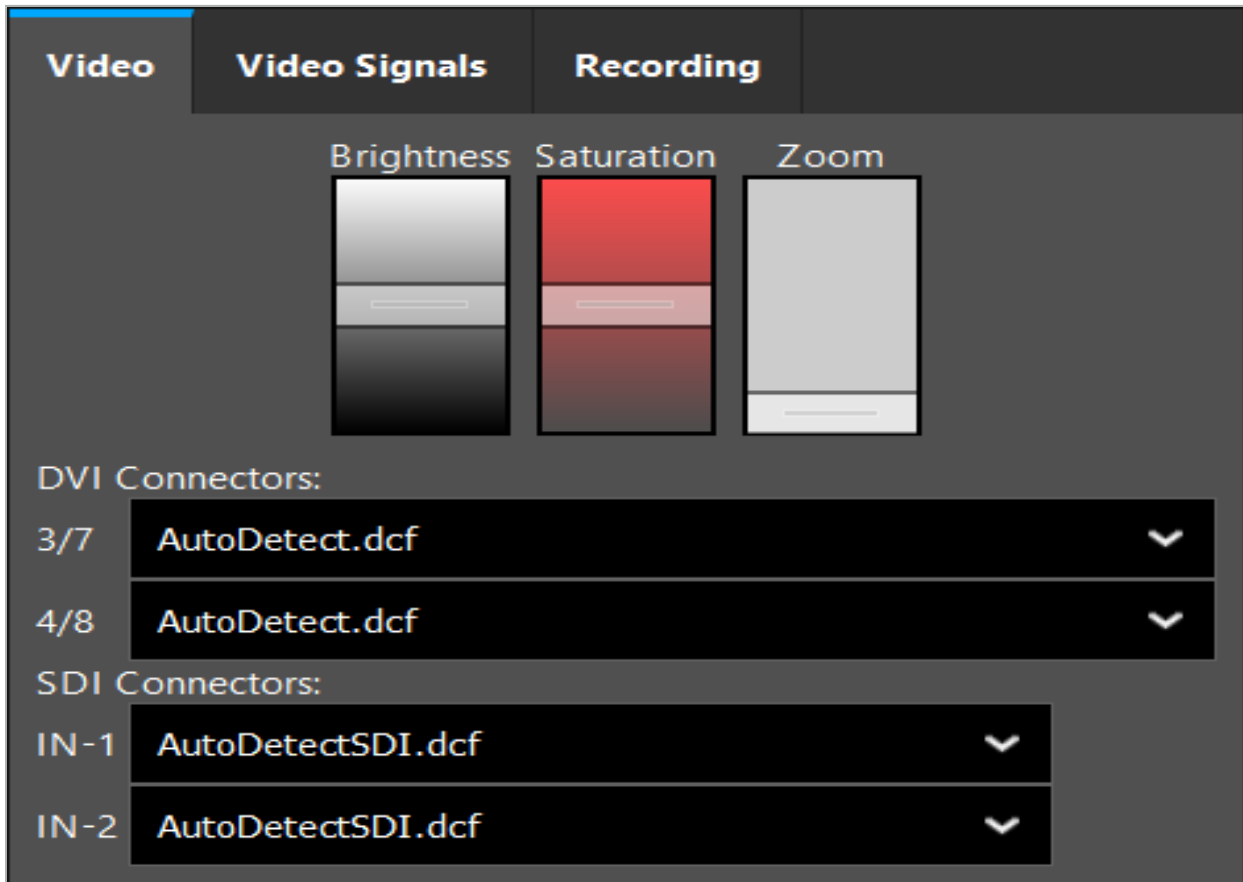 Video Video Signals Recording
Brightness Saturation Zoom
DVI Connectors:
3/7 AutoDetect.dcf
4/8 AutoDetect.dcf
SDI Connectors:
IN-1 AutoDetectSDI.dcf
IN-2 AutoDetectSDI.dcf